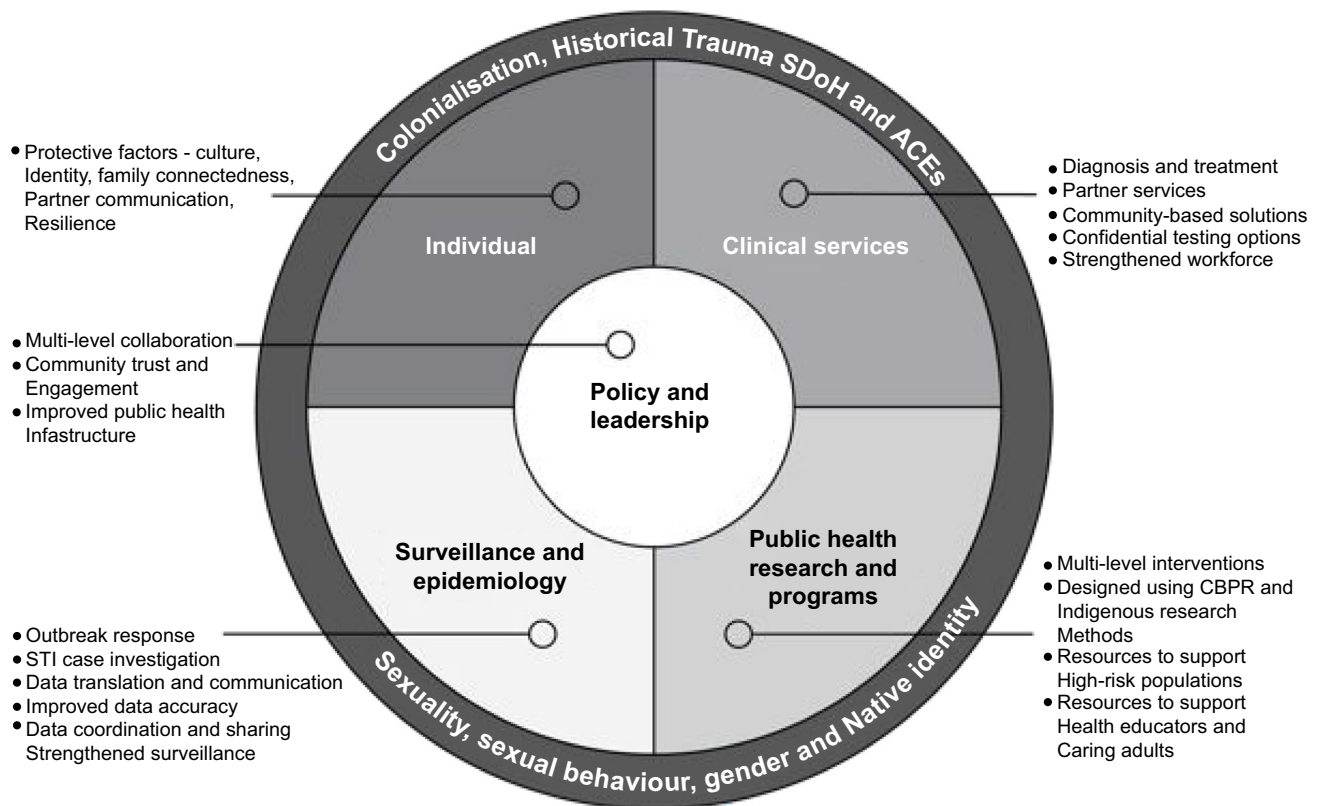 Colonialisation, Historical Trauma SDoH and ACEs
• Protective factors - culture,
Identity, family connectedness,
Partner communication,
Resilience
Individual
Clinical services
• Diagnosis and treatment
• Partner services
• Community-based solutions
• Confidential testing options
• Strengthened workforce
• Multi-level collaboration
• Community trust and
Engagement
• Improved public health
Infastructure
Policy and
leadership
Surveillance and
epidemiology
• Outbreak response
• STI case investigation
• Data translation and communication
• Improved data accuracy
• Data coordination and sharing
Strengthened surveillance
Public health
research and
programs
• Multi-level interventions
• Designed using CBPR and
Indigenous research
Methods
• Resources to support
High-risk populations
• Resources to support
Health educators and
Caring adults
Sexuality, sexual behaviour, gender and Native identity